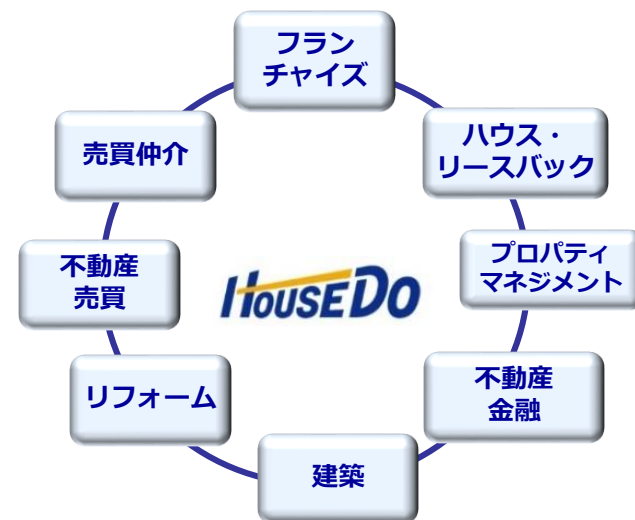 フラン
チャイズ
ハウス・
リースバック
プロパティ
マネジメント
不動産
金融
建築
リフォーム
不動産
売買
売買仲介
HOUSEDO